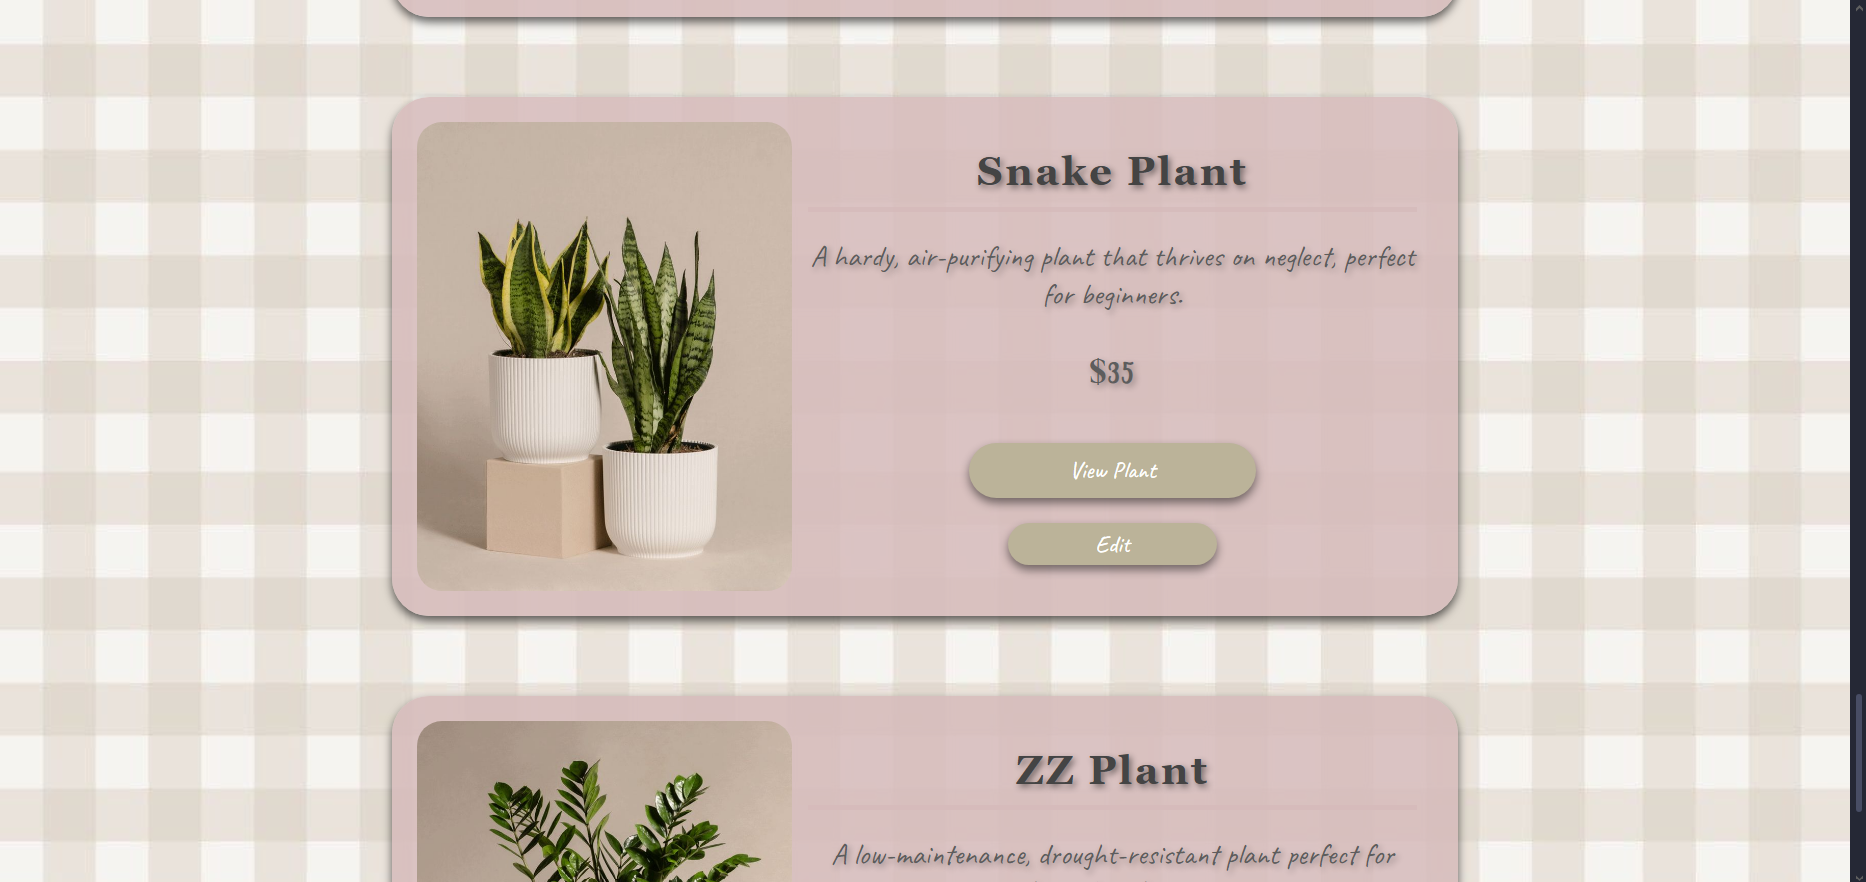 Snake Plant
A hardy, air-purifying plant that thrives on neglect, perfect
for beginners.
$35
View Plant
Edit
ZZ Plant
A low-maintenance, drought-resistant plant perfect for